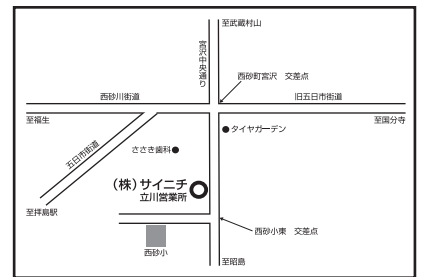 至武蔵村山
宮沢中央通り
西砂町宮沢 交差点
西砂川街道
旧五日市街道
至福生
至国分寺
タイヤガーデン
五日市街道
ささき歯科
(株)サイニチ
立川営業所
至拝島駅
西砂小東 交差点
西砂小
至昭島